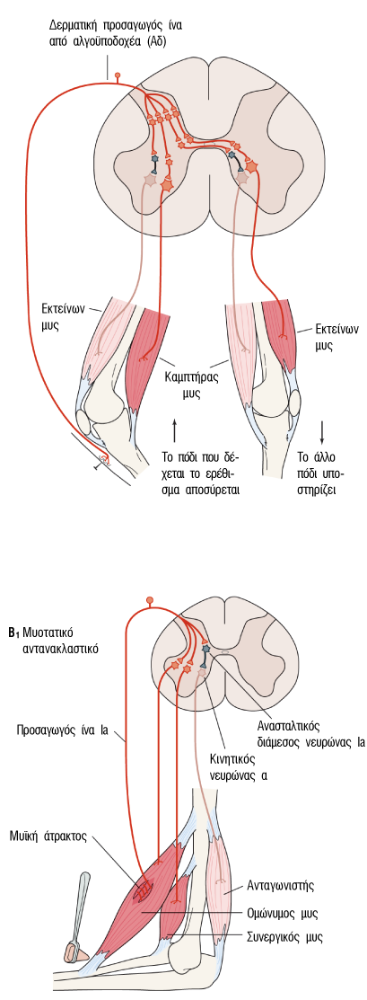 Δερματική προσαγωγός ίνα
από αλγοϋποδοχέα (Αδ)
Εκτείνων
μυς
Εκτείνων
μυς
Καμπτήρας
μυς
Το πόδι που δέ-
χεται το ερέθι-
σμα αποσύρεται
Το άλλο
πόδι υπο-
στηρίζει
B1 Μυοτατικό
αντανακλαστικό
Προσαγωγός ίνα Ia
Ανασταλτικός
διάμεσος νευρώνας Ia
Κινητικός
νευρώνας α
Μυϊκή άτρακτος
Ανταγωνιστής
Ομώνυμος μυς
Συνεργικός μυς